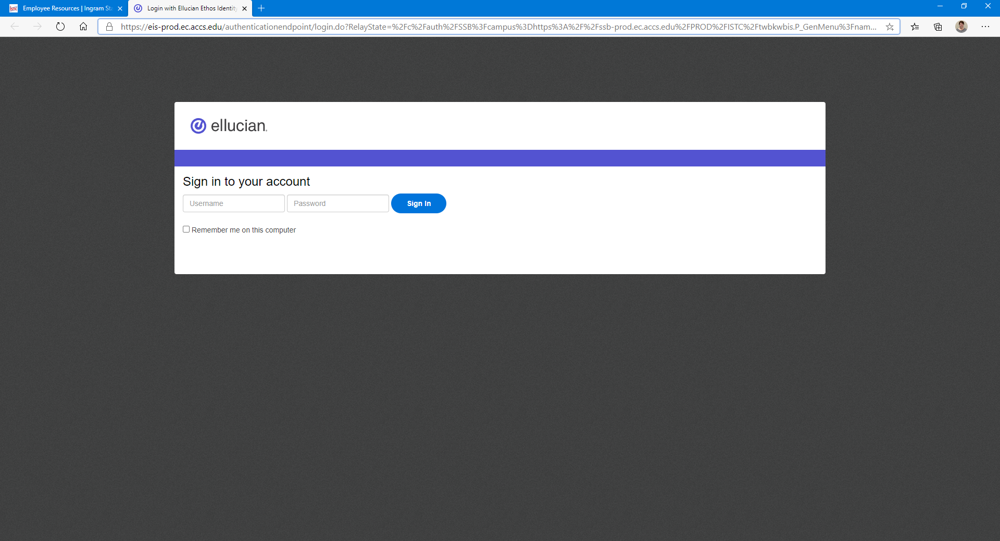 Employee Resources | Ingram Sta
Login with Ellucian Ethos Identity
https://eis-prod.ec.accs.edu/authenticationendpoint/login.do?RelayState=%2Fc%2Fauth%2FSSB%3Fcampus%3Dhttps%3A%2F%2Fssb-prod.ec.accs.edu%2FPROD%2FISTC%2Ftwbkwbis.P_GenMenu%3Fnam...
ellucian.
Sign in to your account
Username Password Sign In
Remember me on this computer